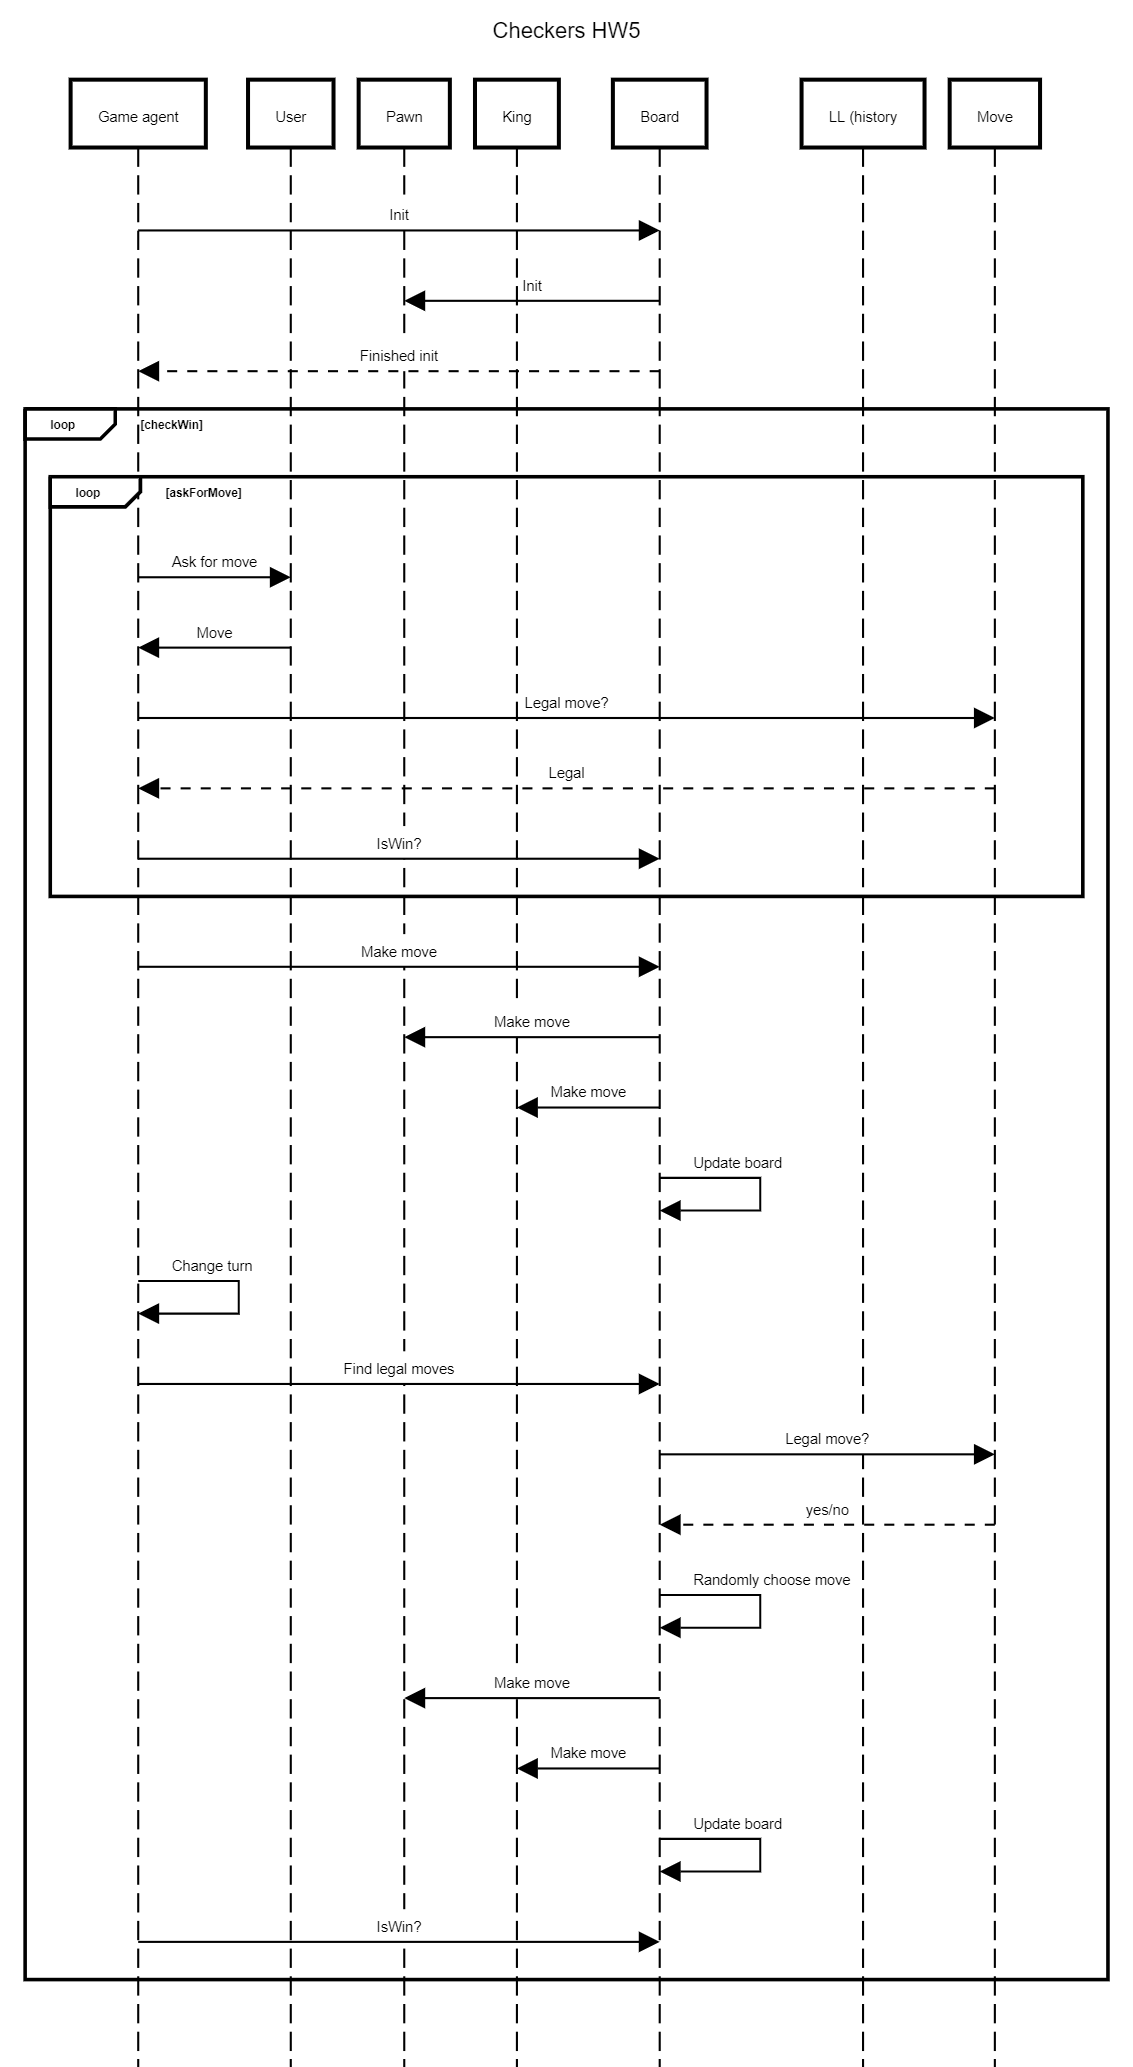 Checkers HW5
Game agent
User
Pawn
King
Board
LL (history
Move
Init
Init
Finished init
loop
[checkWin]
loop
[askForMove]
Ask for move
Move
Legal move?
Legal
IsWin?
Make move
Make move
Make move
Update board
Change turn
Find legal moves
Legal move?
yes/no
Randomly choose move
Make move
Make move
Update board
IsWin?